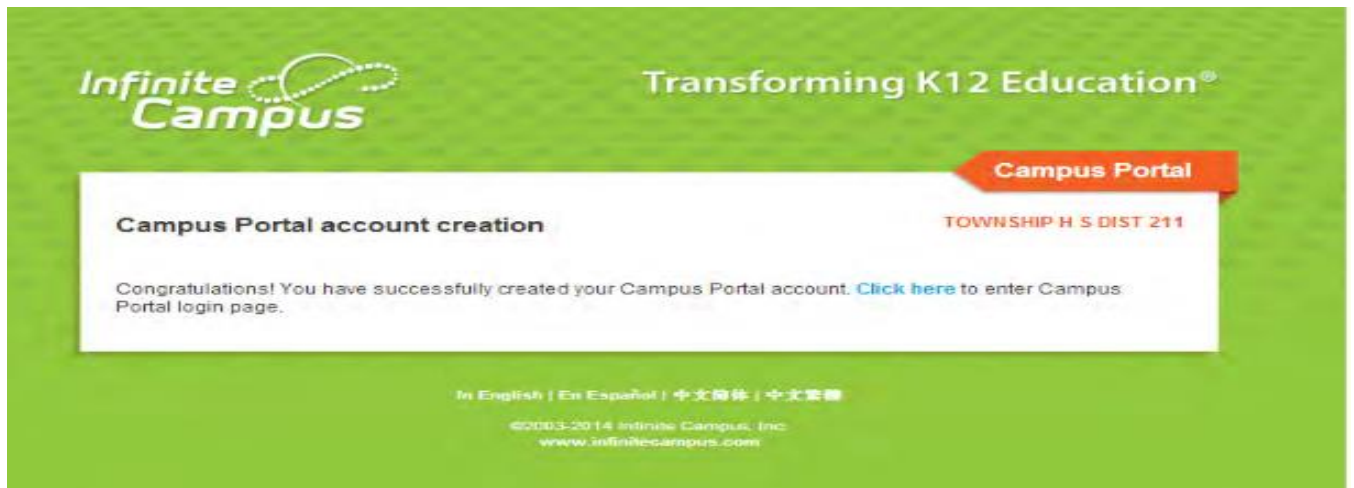 Infinite
Campus
Transforming K12 Education®
Campus Portal
Campus Portal account creation
TOWNSHIP H S DIST 211
Congratulations! You have successfully created your Campus Portal account. Click here to enter Campus
Portal login page.
In English | En Español | 中文简体 | 中文繁體
©2003-2014 Infinite Campus, Inc.
www.infinitecampus.com